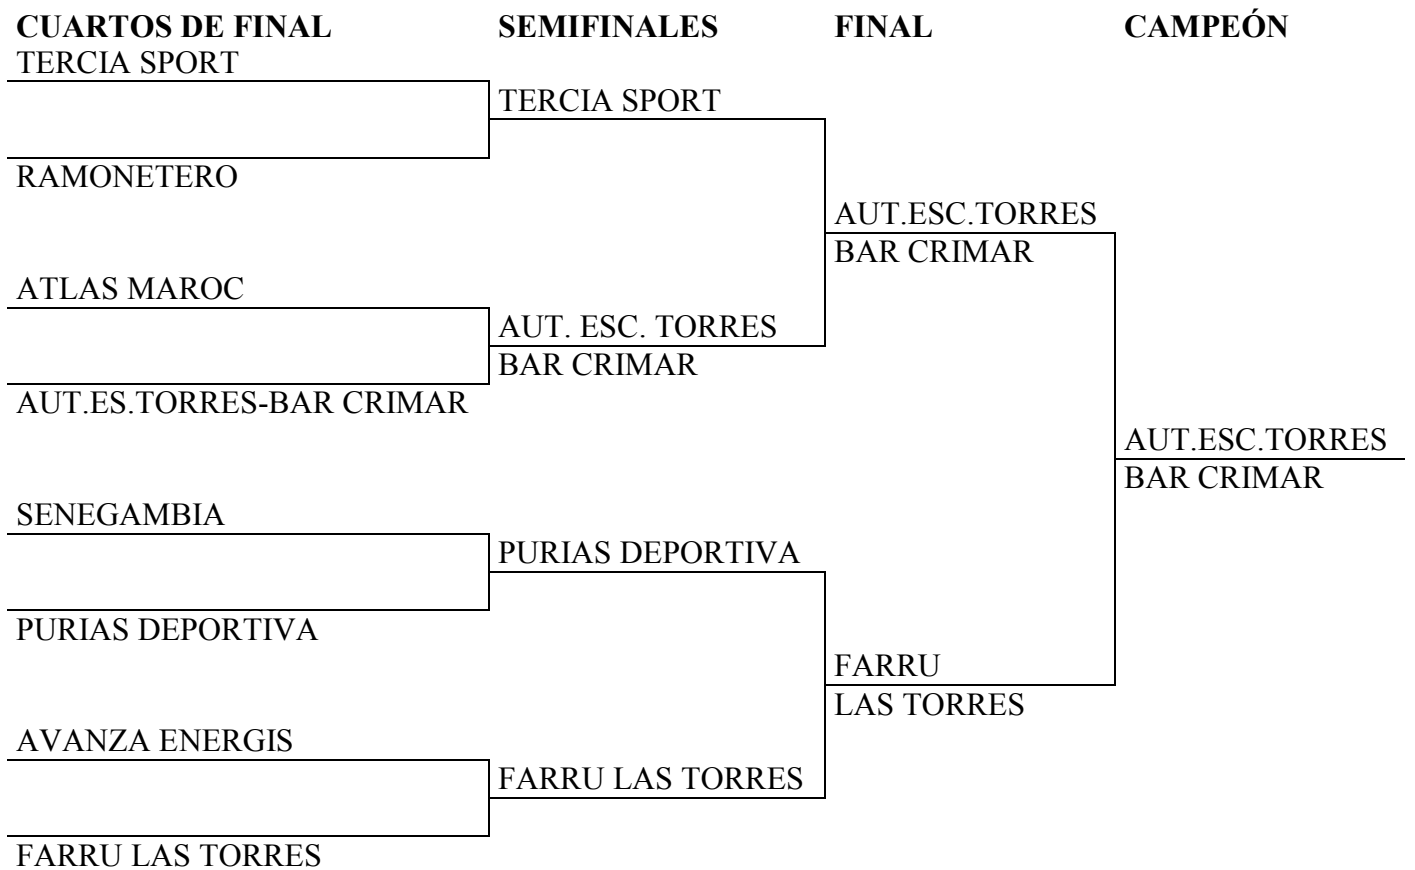 CUARTOS DE FINAL SEMIFINALES FINAL CAMPEÓN
TERCIA SPORT
TERCIA SPORT
RAMONETERO
AUT.ESC.TORRES
BAR CRIMAR
ATLAS MAROC
AUT. ESC. TORRES
BAR CRIMAR
AUT.ES.TORRES-BAR CRIMAR
AUT.ESC.TORRES
BAR CRIMAR
SENEGAMBIA
PURIAS DEPORTIVA
PURIAS DEPORTIVA
FARRU
LAS TORRES
AVANZA ENERGIS
FARRU LAS TORRES
FARRU LAS TORRES